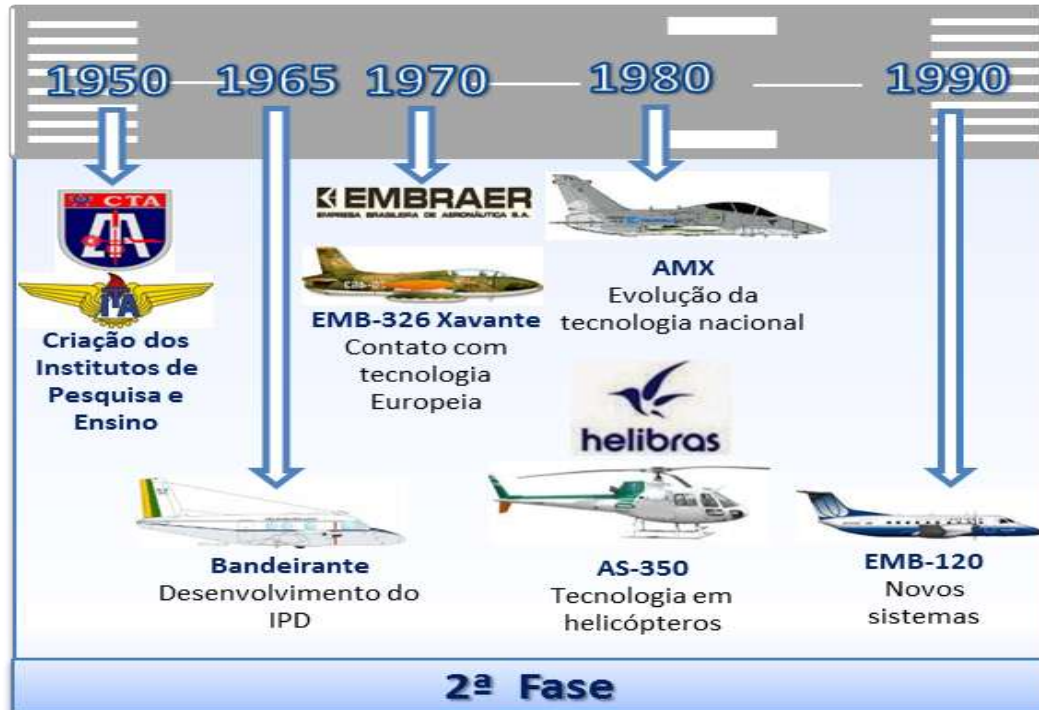 1950
1965
1970
1980
1990
CTA
ITA
Criação dos
Institutos de
Pesquisa e
Ensino
Bandeirante
Desenvolvimento do
IPD
EMBRAER
EMPRESA BRASILEIRA DE AERONÁUTICA S.A.
EMB-326 Xavante
Contato com
tecnologia
Europeia
AMX
Evolução da
tecnologia nacional
helibras
AS-350
Tecnologia em
helicópteros
EMB-120
Novos
sistemas
2ª Fase